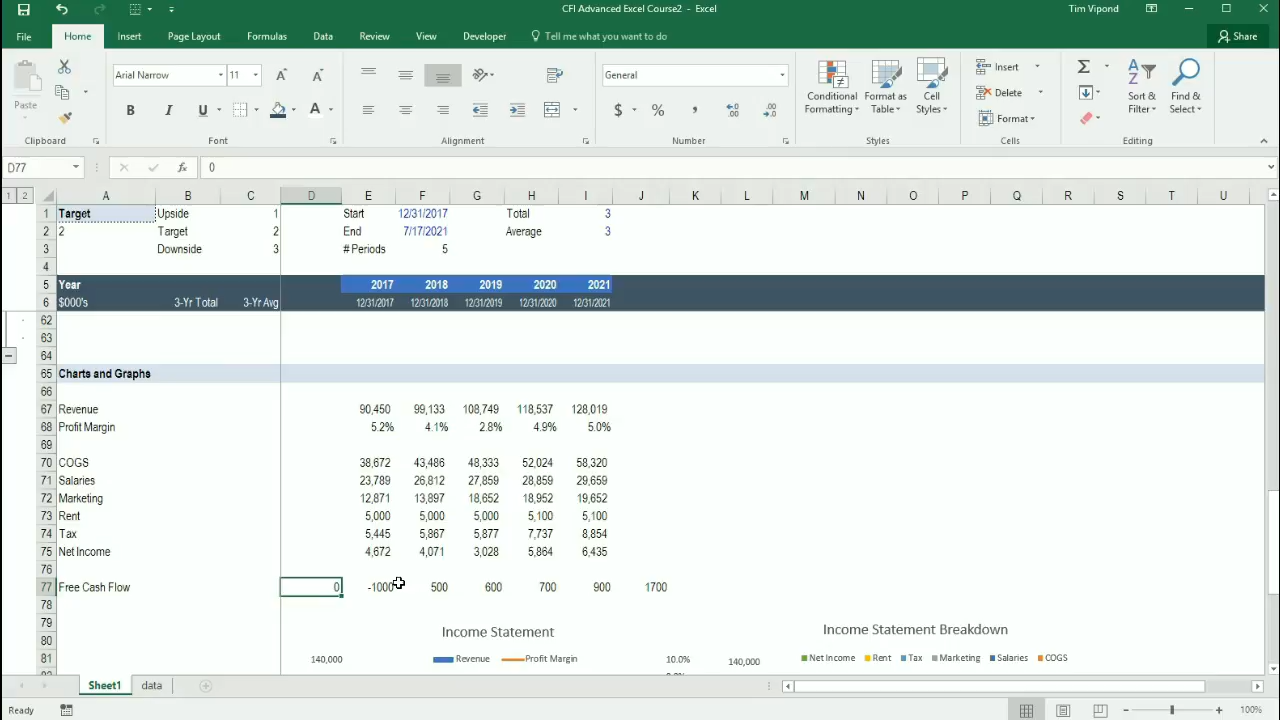 CFI Advanced Excel Course2 - Excel
Tim Vipond
File Home Insert Page Layout Formulas Data Review View Developer Tell me what you want to do Share
Paste
Arial Narrow 11
B I U A
General
$ % ,
Conditional Formatting
Format as Table
Cell Styles
Insert
Delete
Format
Sort & Filter
Find & Select
Clipboard Font Alignment Number Styles Cells Editing
D77 fx 0
1 2 A B C D E F G H I J K L M N O P Q R S T U
1 Target Upside 1 Start 12/31/2017 Total 3
2 2 Target 2 End 7/17/2021 Average 3
3 Downside 3 # Periods 5
4
5 Year 2017 2018 2019 2020 2021
6 $000's 3-Yr Total 3-Yr Avg 12/31/2017 12/31/2018 12/31/2019 12/31/2020 12/31/2021
62
63
64
65 Charts and Graphs
66
67 Revenue 90,450 99,133 108,749 118,537 128,019
68 Profit Margin 5.2% 4.1% 2.8% 4.9% 5.0%
69
70 COGS 38,672 43,486 48,333 52,024 58,320
71 Salaries 23,789 26,812 27,859 28,859 29,659
72 Marketing 12,871 13,897 18,652 18,952 19,652
73 Rent 5,000 5,000 5,000 5,100 5,100
74 Tax 5,445 5,867 5,877 7,737 8,854
75 Net Income 4,672 4,071 3,028 5,864 6,435
76
77 Free Cash Flow 0 -1000 500 600 700 900 1700
78
79 Income Statement Income Statement Breakdown
80
81 140,000 Revenue Profit Margin 10.0% 140,000 Net Income Rent Tax Marketing Salaries COGS
Sheet1 data
Ready 100%